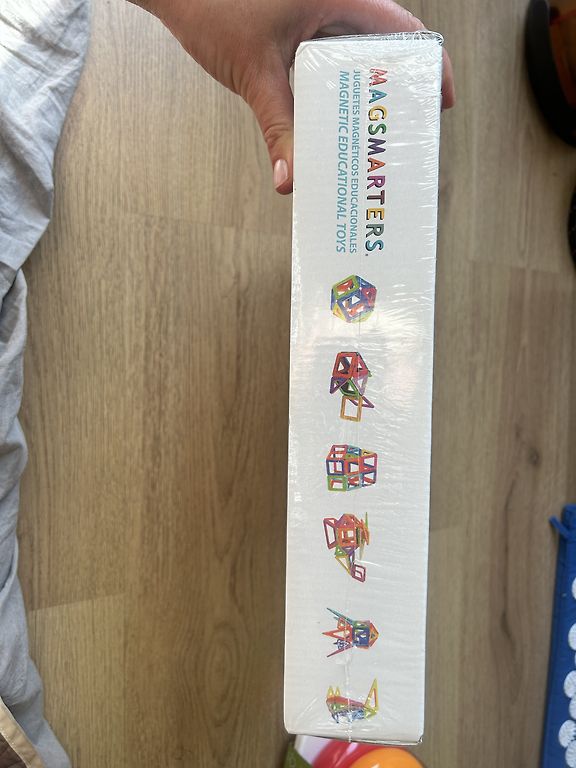 MAGSMARTERS®
JUGUETES MAGNÉTICOS EDUCACIONALES
MAGNETIC EDUCATIONAL TOYS